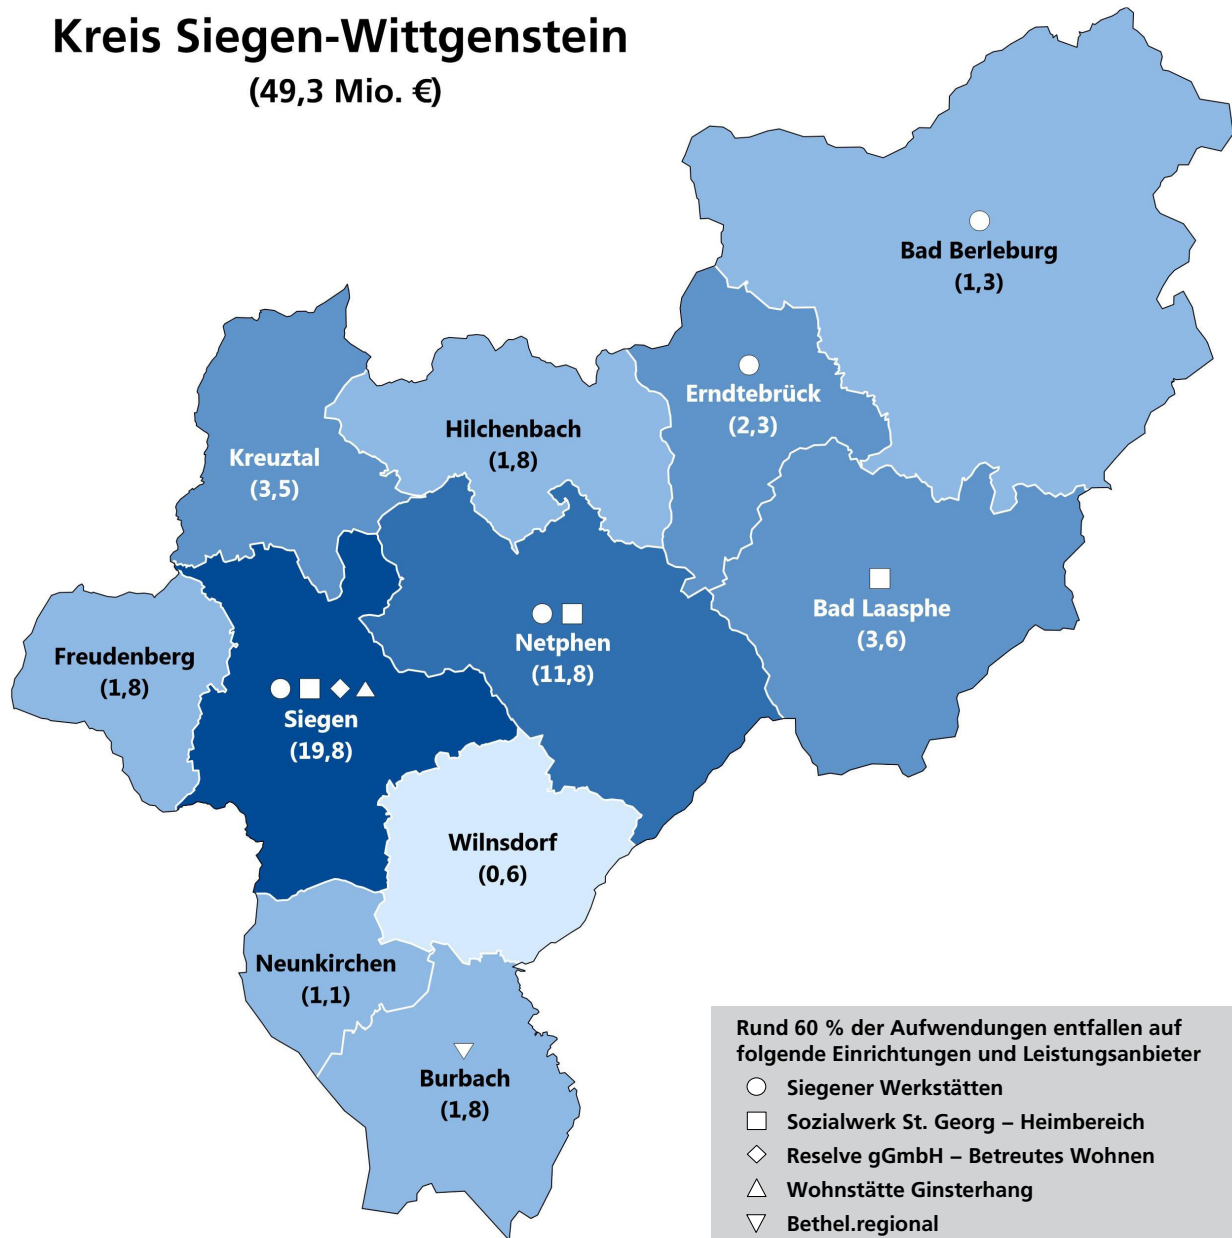 Kreis Siegen-Wittgenstein
(49,3 Mio. €)
Bad Berleburg
(1,3)
Erndtebrück
(2,3)
Hilchenbach
(1,8)
Kreuztal
(3,5)
Bad Laasphe
(3,6)
Netphen
(11,8)
Freudenberg
(1,8)
Siegen
(19,8)
Wilnsdorf
(0,6)
Neunkirchen
(1,1)
Burbach
(1,8)
Rund 60 % der Aufwendungen entfallen auf
folgende Einrichtungen und Leistungsanbieter
Siegener Werkstätten
Sozialwerk St. Georg – Heimbereich
Reselve gGmbH – Betreutes Wohnen
Wohnstätte Ginsterhang
Bethel.regional